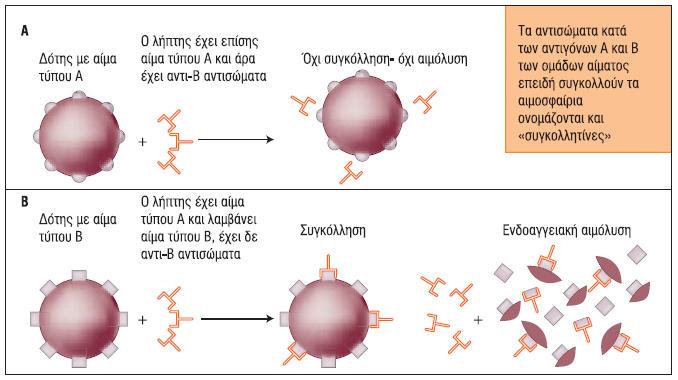 A
Δότης με αίμα
τύπου Α
Ο λήπτης έχει επίσης
αίμα τύπου Α και άρα
έχει αντι-Β αντισώματα
Όχι συγκόλληση- όχι αιμόλυση
Τα αντισώματα κατά
των αντιγόνων Α και Β
των ομάδων αίματος
επειδή συγκολλούν τα
αιμοσφαίρια
ονομάζονται και
«συγκολλητίνες»
+
B
Δότης με αίμα
τύπου Β
Ο λήπτης έχει αίμα
τύπου Α και λαμβάνει
αίμα τύπου Β, έχει δε
αντι-Β αντισώματα
Συγκόλληση
Ενδοαγγειακή αιμόλυση
+
+